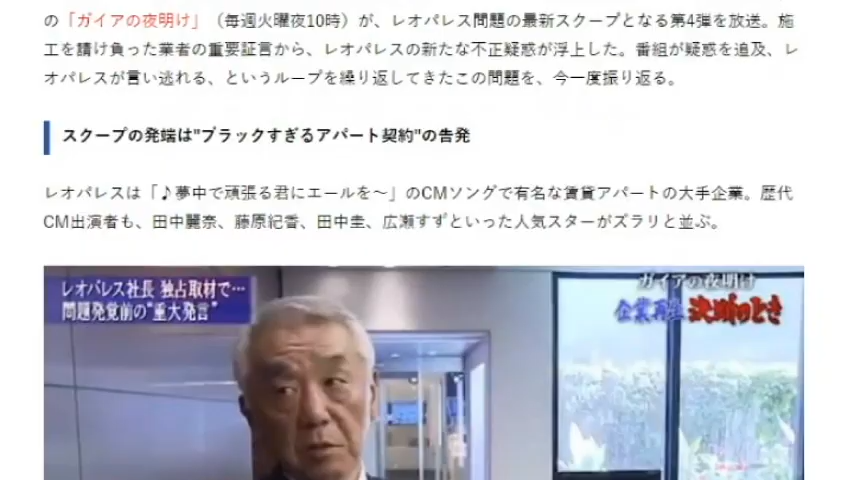 の「ガイアの夜明け」（毎週火曜夜10時）が、レオパレス問題の最新スクープとなる第4弾を放送。施
工を請け負った業者の重要証言から、レオパレスの新たな不正疑惑が浮上した。番組が疑惑を追及、レ
オパレスが言い逃れる、というループを繰り返してきたこの問題を、今一度振り返る。
スクープの発端は"ブラックすぎるアパート契約"の告発
レオパレスは「♪夢中で頑張る君にエールを～」のCMソングで有名な賃貸アパートの大手企業。歴代
CM出演者も、田中麗奈、藤原紀香、田中圭、広瀬すずといった人気スターがズラリと並ぶ。
レオパレス社長 独占取材で…
問題発覚前の"重大発言"
ガイアの夜明け
企業再生 決断のとき